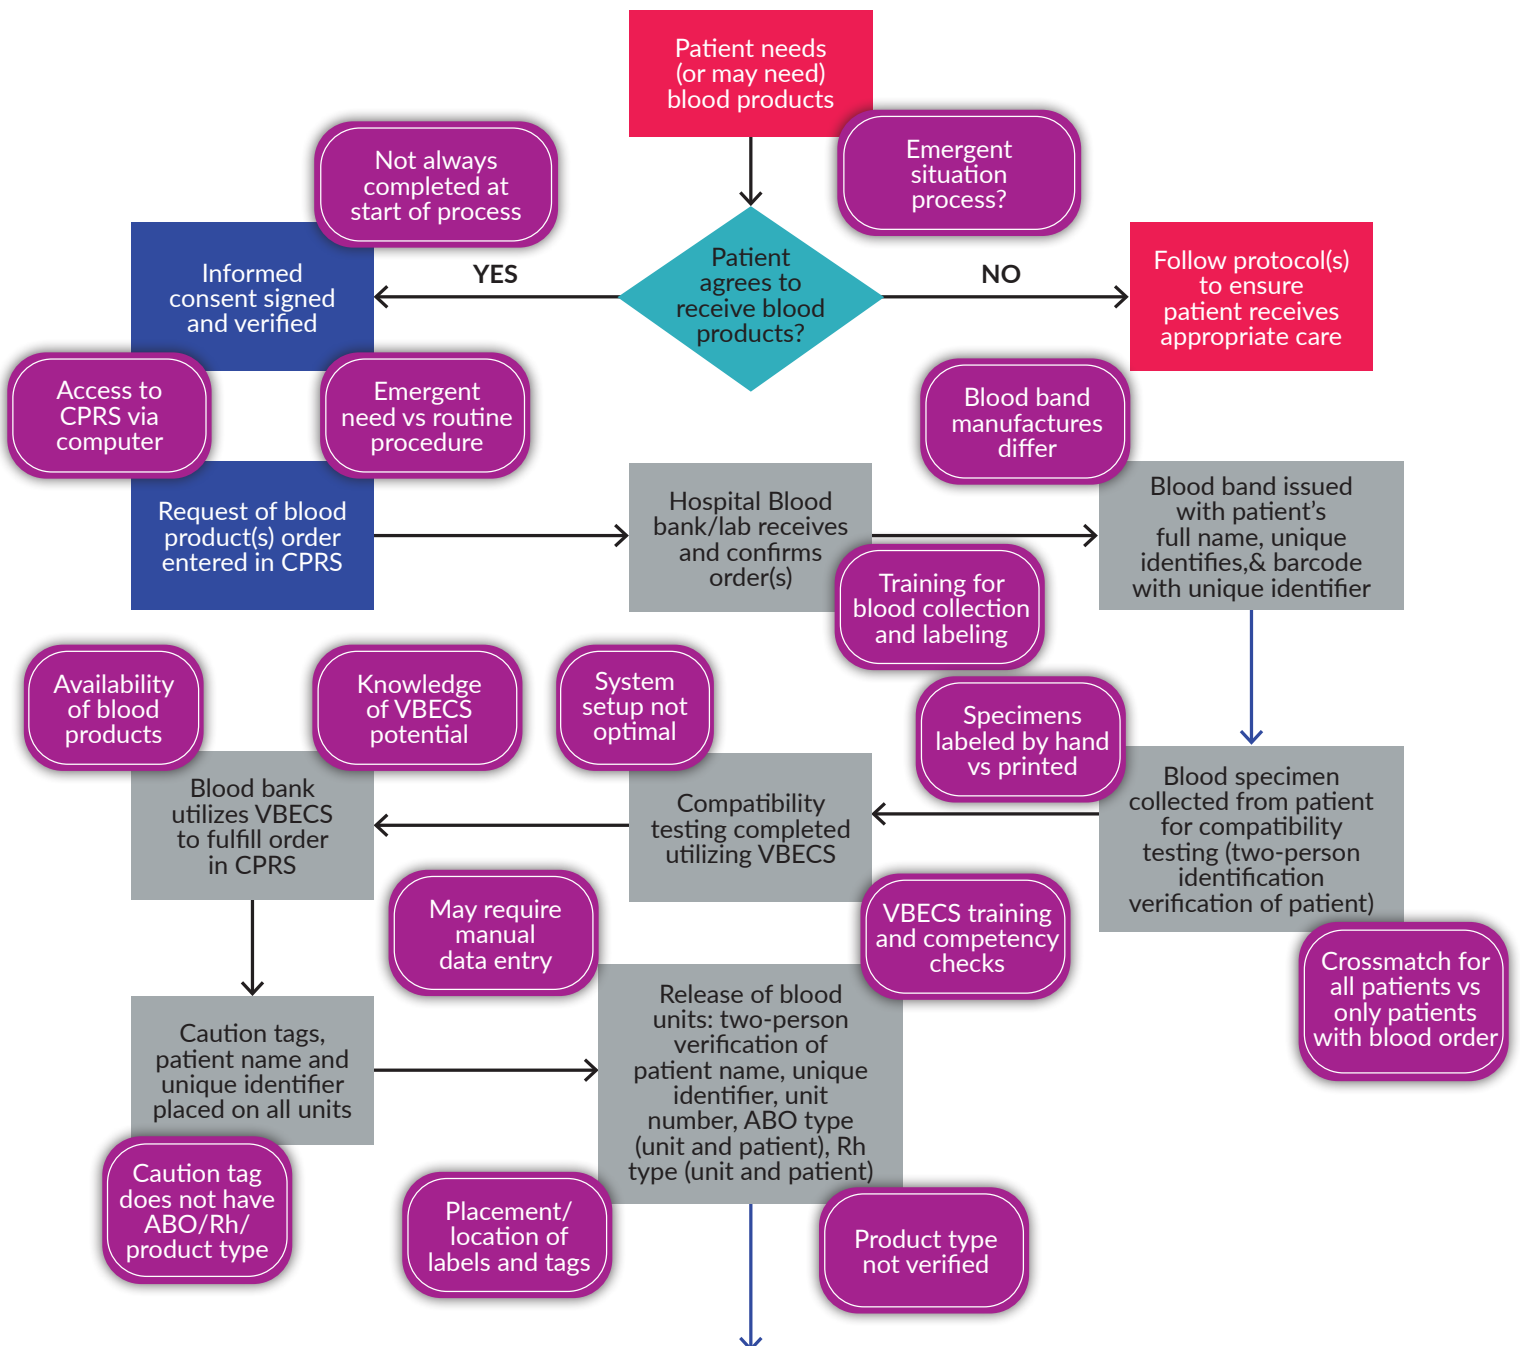 Patient needs
(or may need)
blood products
Emergent
situation
process?
Not always
completed at
start of process
Informed
consent signed
and verified
YES
Patient
agrees to
receive blood
products?
NO
Follow protocol(s)
to ensure
patient receives
appropriate care
Access to
CPRS via
computer
Emergent
need vs routine
procedure
Blood band
manufactures
differ
Request of blood
product(s) order
entered in CPRS
Hospital Blood
bank/lab receives
and confirms
order(s)
Blood band issued
with patient’s
full name, unique
identifies,& barcode
with unique identifier
Training for
blood collection
and labeling
Availability
of blood
products
Knowledge
of VBECS
potential
System
setup not
optimal
Specimens
labeled by hand
vs printed
Blood bank
utilizes VBECS
to fulfill order
in CPRS
Compatibility
testing completed
utilizing VBECS
Blood specimen
collected from patient
for compatibility
testing (two-person
identification
verification of patient)
May require
manual
data entry
VBECS training
and competency
checks
Crossmatch for
all patients vs
only patients
with blood order
Caution tags,
patient name and
unique identifier
placed on all units
Release of blood
units: two-person
verification of
patient name, unique
identifier, unit
number, ABO type
(unit and patient), Rh
type (unit and patient)
Caution tag
does not have
ABO/Rh/
product type
Placement/
location of
labels and tags
Product type
not verified